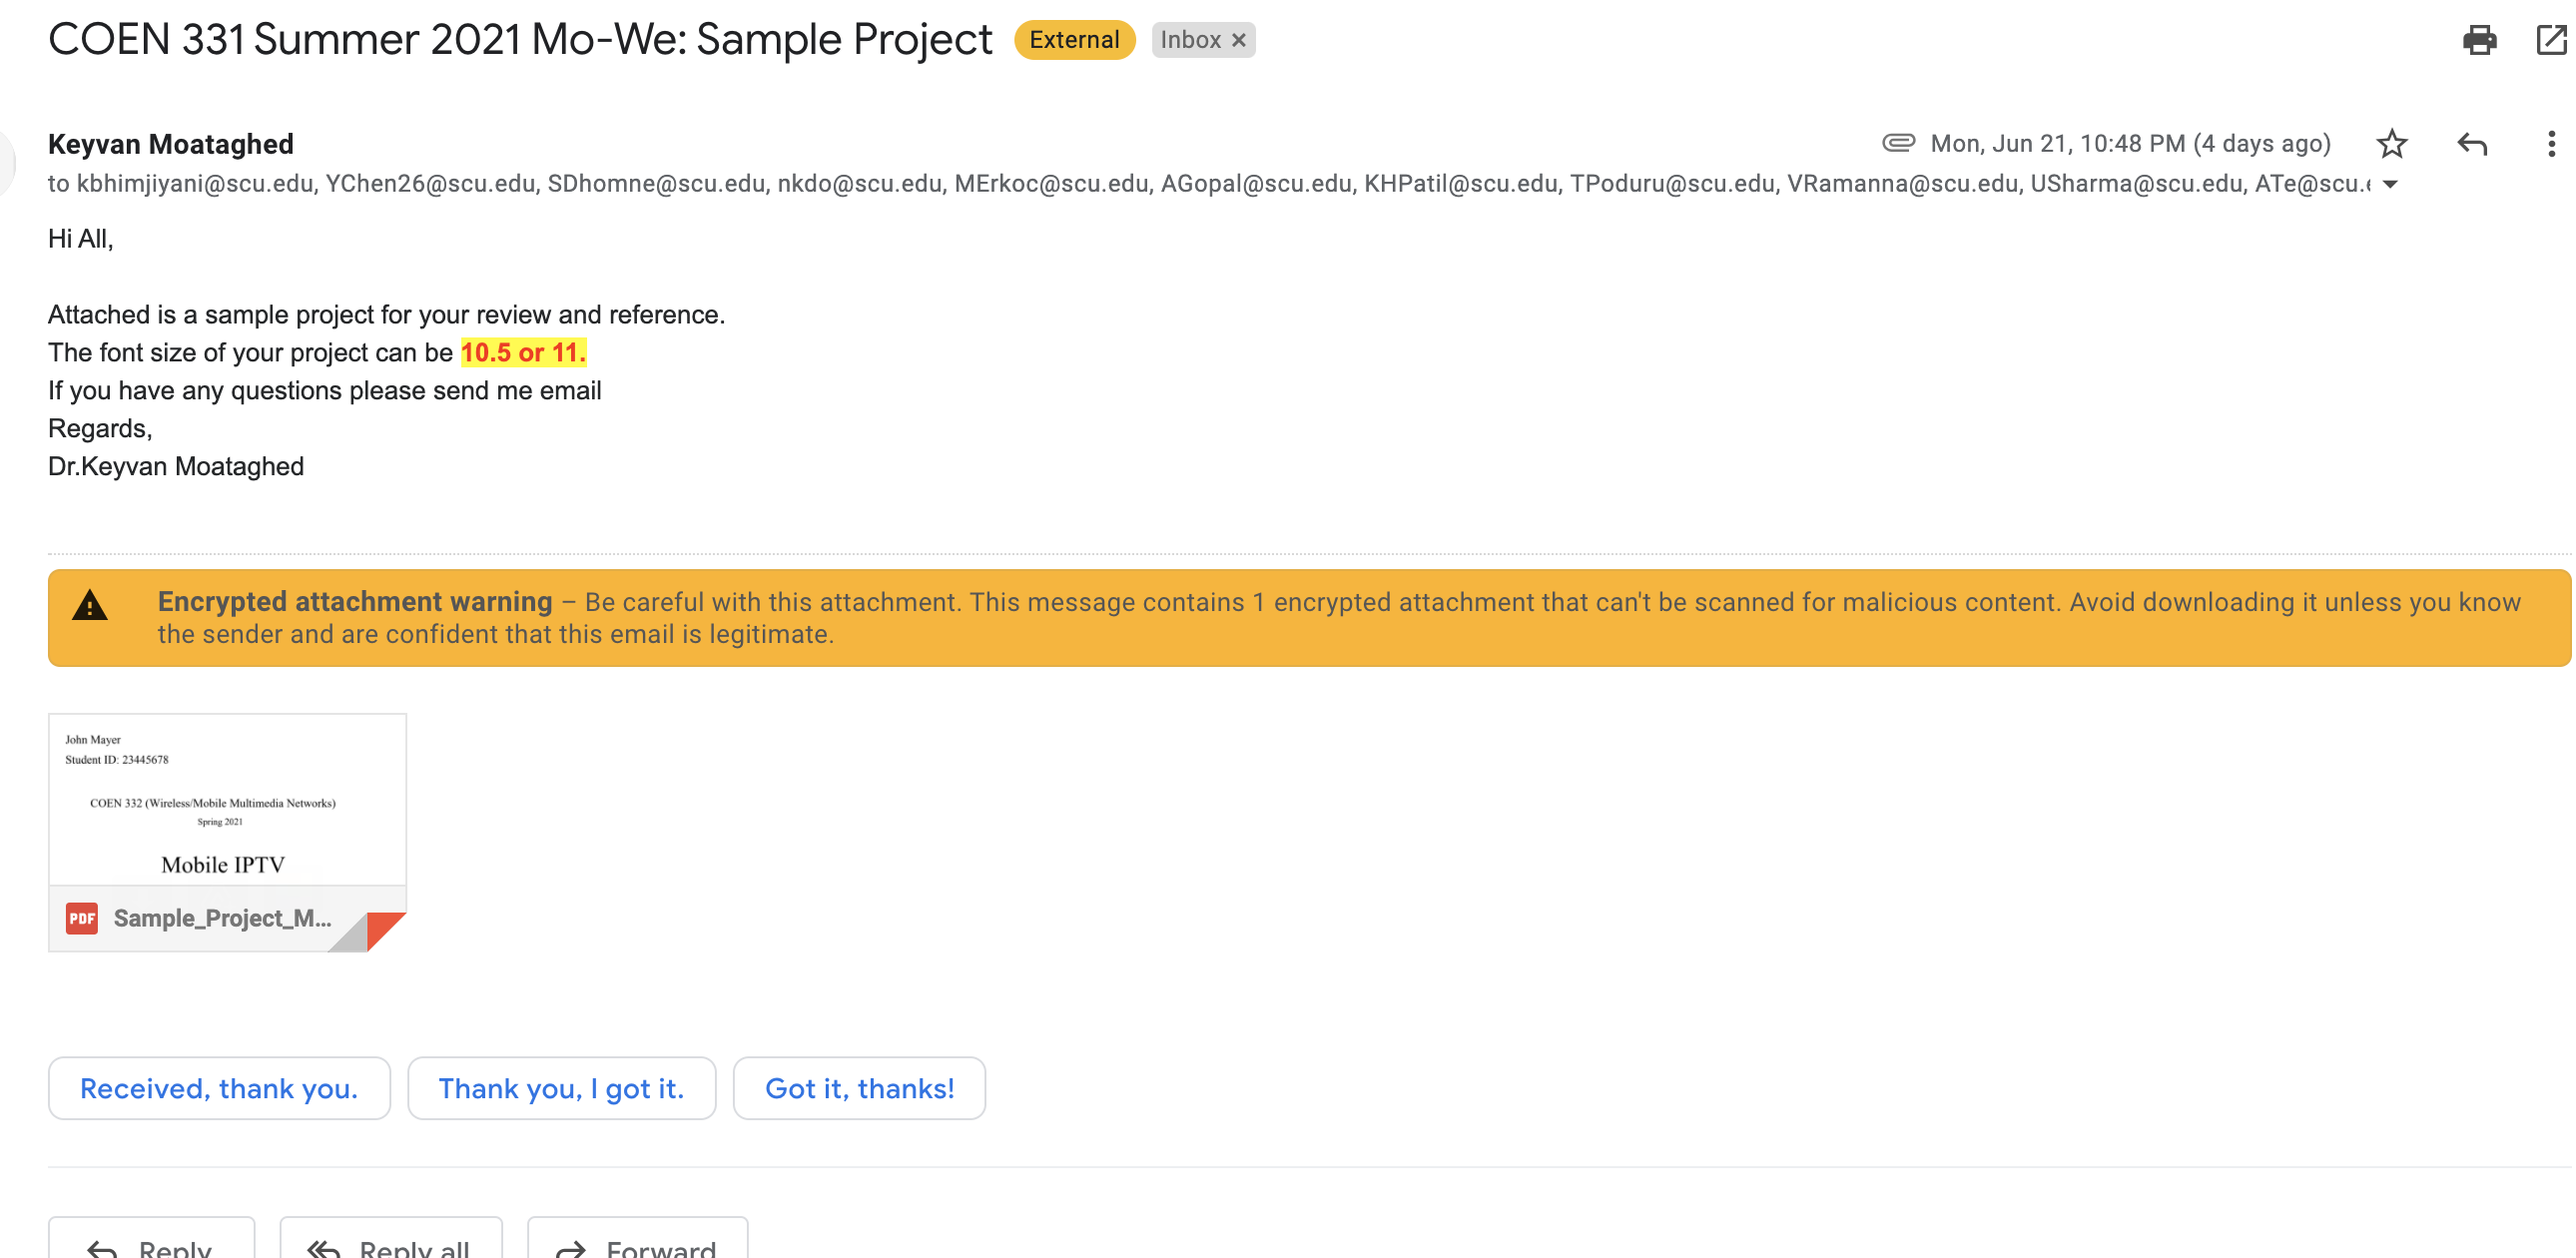 COEN 331 Summer 2021 Mo-We: Sample Project External Inbox ×
Keyvan Moataghed Mon, Jun 21, 10:48 PM (4 days ago)
to kbhimjiyani@scu.edu, YChen26@scu.edu, SDhomne@scu.edu, nkdo@scu.edu, MErkoc@scu.edu, AGopal@scu.edu, KHPatil@scu.edu, TPoduru@scu.edu, VRamanna@scu.edu, USharma@scu.edu, ATe@scu.
Hi All,
Attached is a sample project for your review and reference.
The font size of your project can be 10.5 or 11.
If you have any questions please send me email
Regards,
Dr.Keyvan Moataghed
Encrypted attachment warning – Be careful with this attachment. This message contains 1 encrypted attachment that can't be scanned for malicious content. Avoid downloading it unless you know
the sender and are confident that this email is legitimate.
John Mayer
Student ID: 23445678
COEN 332 (Wireless/Mobile Multimedia Networks)
Spring 2021
Mobile IPTV
PDF Sample_Project_M...
Received, thank you. Thank you, I got it. Got it, thanks!
Reply Reply all Forward